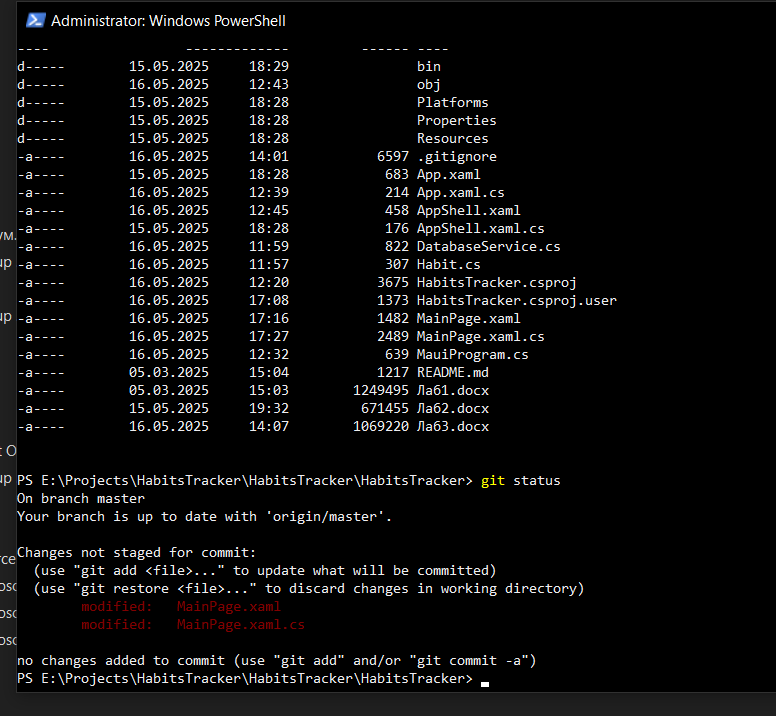 Administrator: Windows PowerShell
---- ------------- ------ ----
d----- 15.05.2025 18:29 bin
d----- 16.05.2025 12:43 obj
d----- 15.05.2025 18:28 Platforms
d----- 15.05.2025 18:28 Properties
d----- 15.05.2025 18:28 Resources
-a---- 16.05.2025 14:01 6597 .gitignore
-a---- 15.05.2025 18:28 683 App.xaml
-a---- 16.05.2025 12:39 214 App.xaml.cs
-a---- 16.05.2025 12:45 458 AppShell.xaml
-a---- 15.05.2025 18:28 176 AppShell.xaml.cs
-a---- 16.05.2025 11:59 822 DatabaseService.cs
-a---- 16.05.2025 11:57 307 Habit.cs
-a---- 16.05.2025 12:20 3675 HabitsTracker.csproj
-a---- 16.05.2025 17:08 1373 HabitsTracker.csproj.user
-a---- 16.05.2025 17:16 1482 MainPage.xaml
-a---- 16.05.2025 17:27 2489 MainPage.xaml.cs
-a---- 16.05.2025 12:32 639 MauiProgram.cs
-a---- 05.03.2025 15:04 1217 README.md
-a---- 05.03.2025 15:03 1249495 Лаб1.docx
-a---- 15.05.2025 19:32 671455 Лаб2.docx
-a---- 16.05.2025 14:07 1069220 Лаб3.docx
PS E:\Projects\HabitsTracker\HabitsTracker\HabitsTracker> git status
On branch master
Your branch is up to date with 'origin/master'.
Changes not staged for commit:
(use "git add <file>..." to update what will be committed)
(use "git restore <file>..." to discard changes in working directory)
modified: MainPage.xaml
modified: MainPage.xaml.cs
no changes added to commit (use "git add" and/or "git commit -a")
PS E:\Projects\HabitsTracker\HabitsTracker\HabitsTracker>